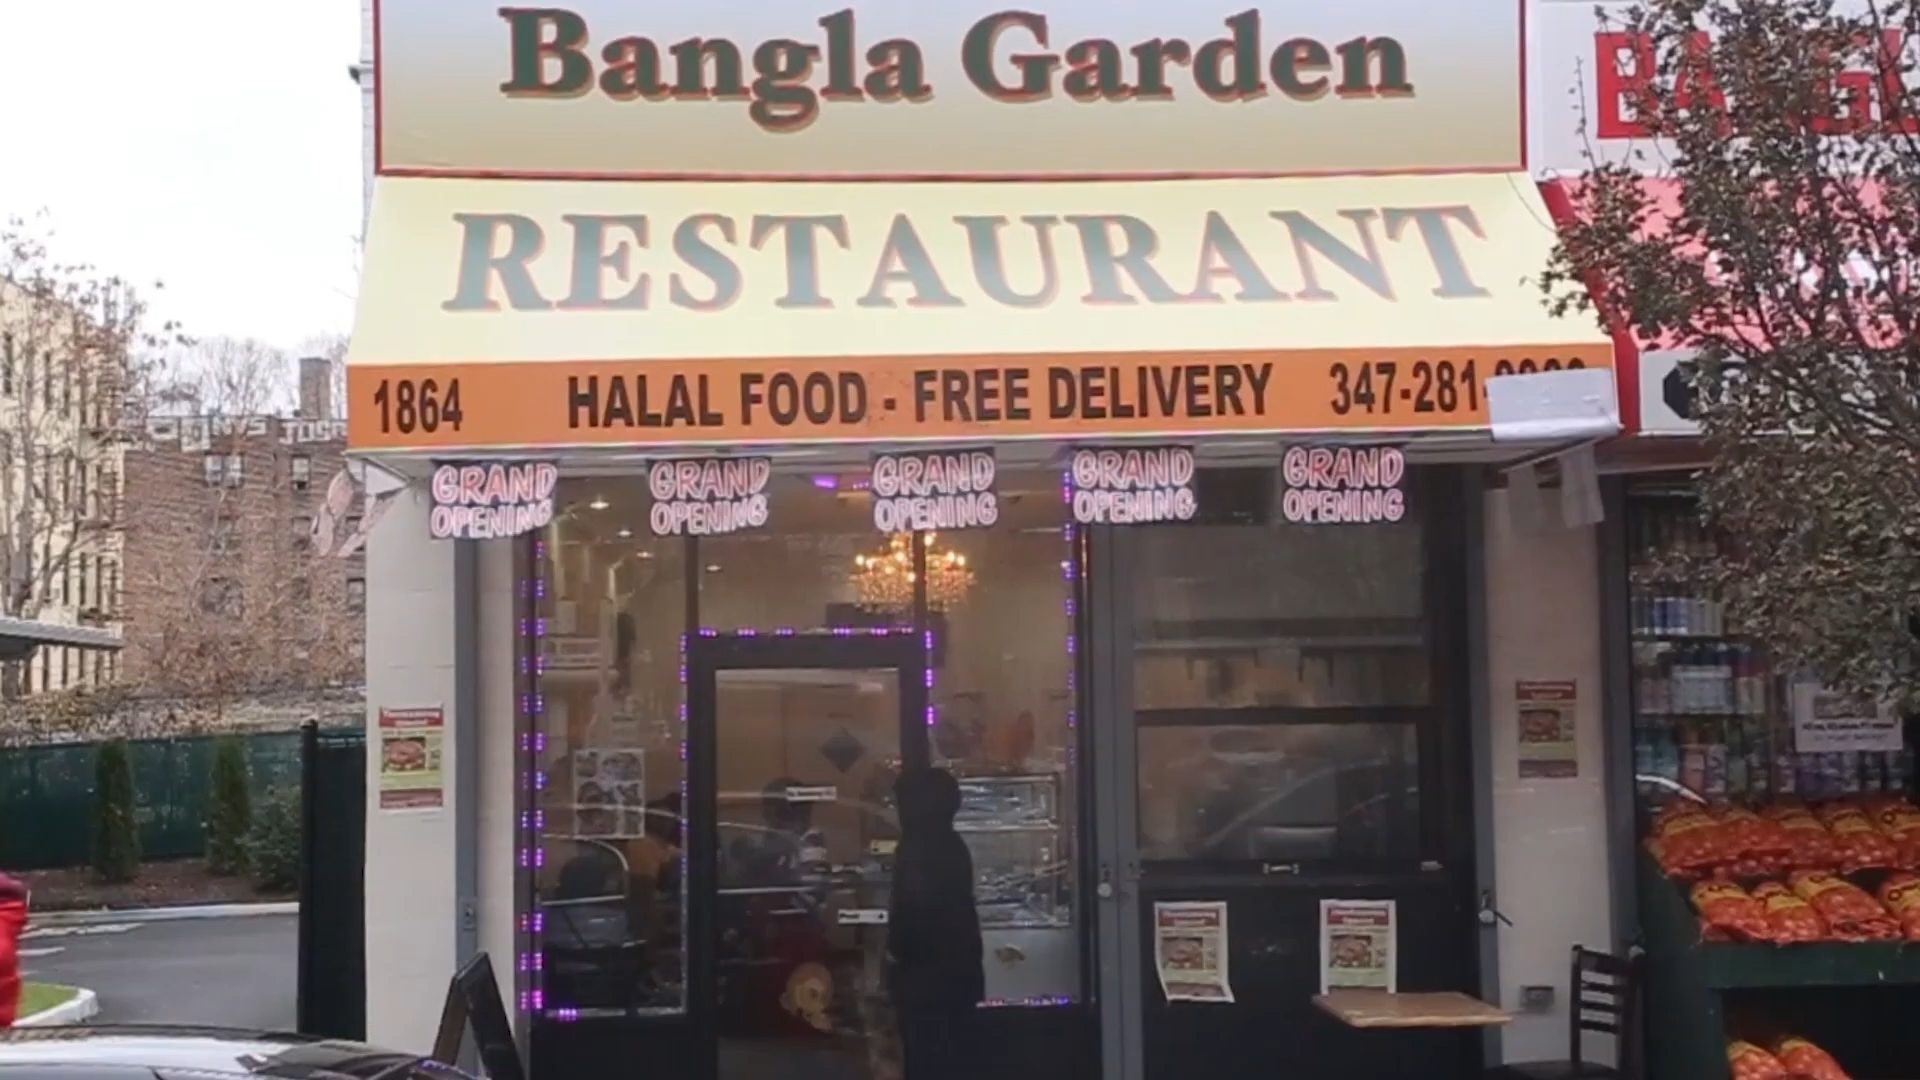 Bangla Garden
RESTAURANT
1864 HALAL FOOD - FREE DELIVERY 347-281-
GRAND OPENING
GRAND OPENING
GRAND OPENING
GRAND OPENING
GRAND OPENING